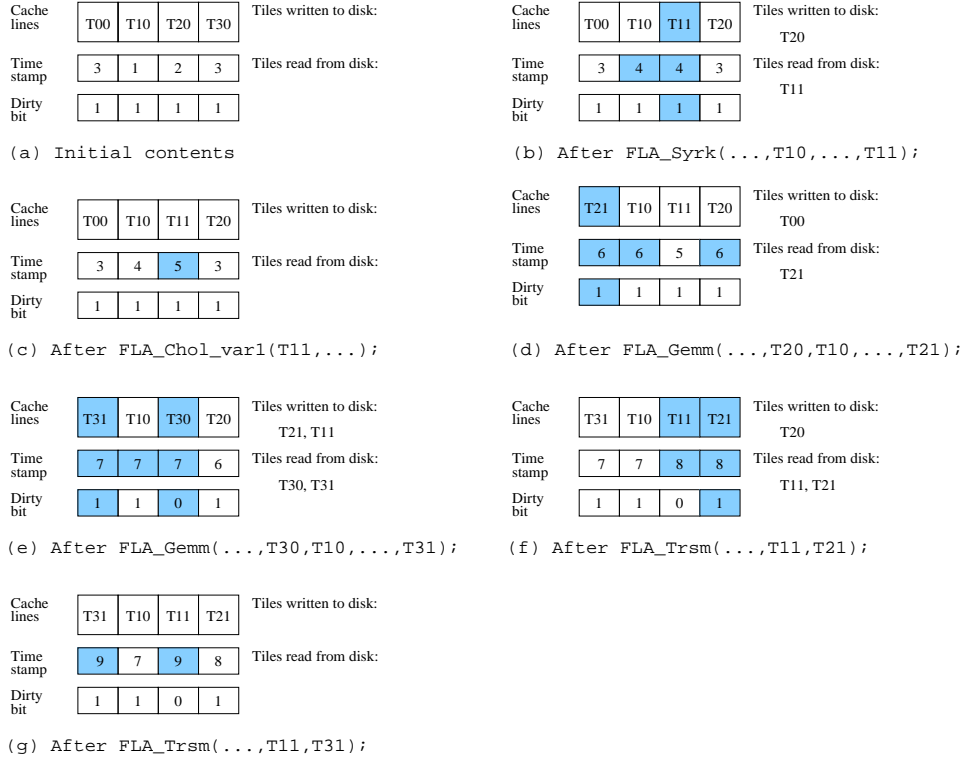 Cache lines T00 T10 T20 T30 Tiles written to disk:
Time stamp 3 1 2 3 Tiles read from disk:
Dirty bit 1 1 1 1
(a) Initial contents
Cache lines T00 T10 T11 T20 Tiles written to disk:
T20
Time stamp 3 4 4 3 Tiles read from disk:
T11
Dirty bit 1 1 1 1
(b) After FLA_Syrk(...,T10,...,T11);
Cache lines T00 T10 T11 T20 Tiles written to disk:
Time stamp 3 4 5 3 Tiles read from disk:
Dirty bit 1 1 1 1
(c) After FLA_Chol_var1(T11,...);
Cache lines T21 T10 T11 T20 Tiles written to disk:
T00
Time stamp 6 6 5 6 Tiles read from disk:
T21
Dirty bit 1 1 1 1
(d) After FLA_Gemm(...,T20,T10,...,T21);
Cache lines T31 T10 T30 T20 Tiles written to disk:
T21, T11
Time stamp 7 7 7 6 Tiles read from disk:
T30, T31
Dirty bit 1 1 0 1
(e) After FLA_Gemm(...,T30,T10,...,T31);
Cache lines T31 T10 T11 T21 Tiles written to disk:
T20
Time stamp 7 7 8 8 Tiles read from disk:
T11, T21
Dirty bit 1 1 0 1
(f) After FLA_Trsm(...,T11,T21);
Cache lines T31 T10 T11 T21 Tiles written to disk:
Time stamp 9 7 9 8 Tiles read from disk:
Dirty bit 1 1 0 1
(g) After FLA_Trsm(...,T11,T31);